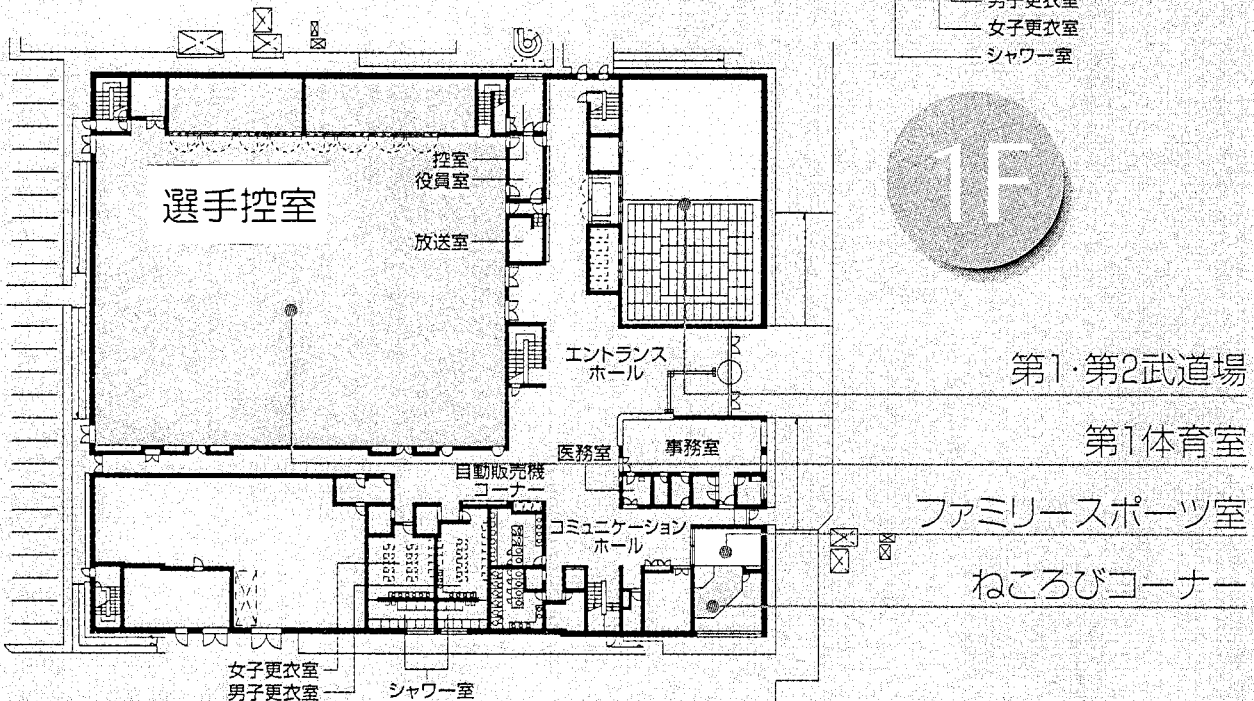 男子更衣室
女子更衣室
シャワー室
1F
控室
役員室
選手控室
放送室
エントランス
ホール
第1・第2武道場
医務室
事務室
第1体育室
自動販売機
コーナー
コミュニケーション
ホール
ファミリースポーツ室
ねころびコーナー
女子更衣室
男子更衣室
シャワー室